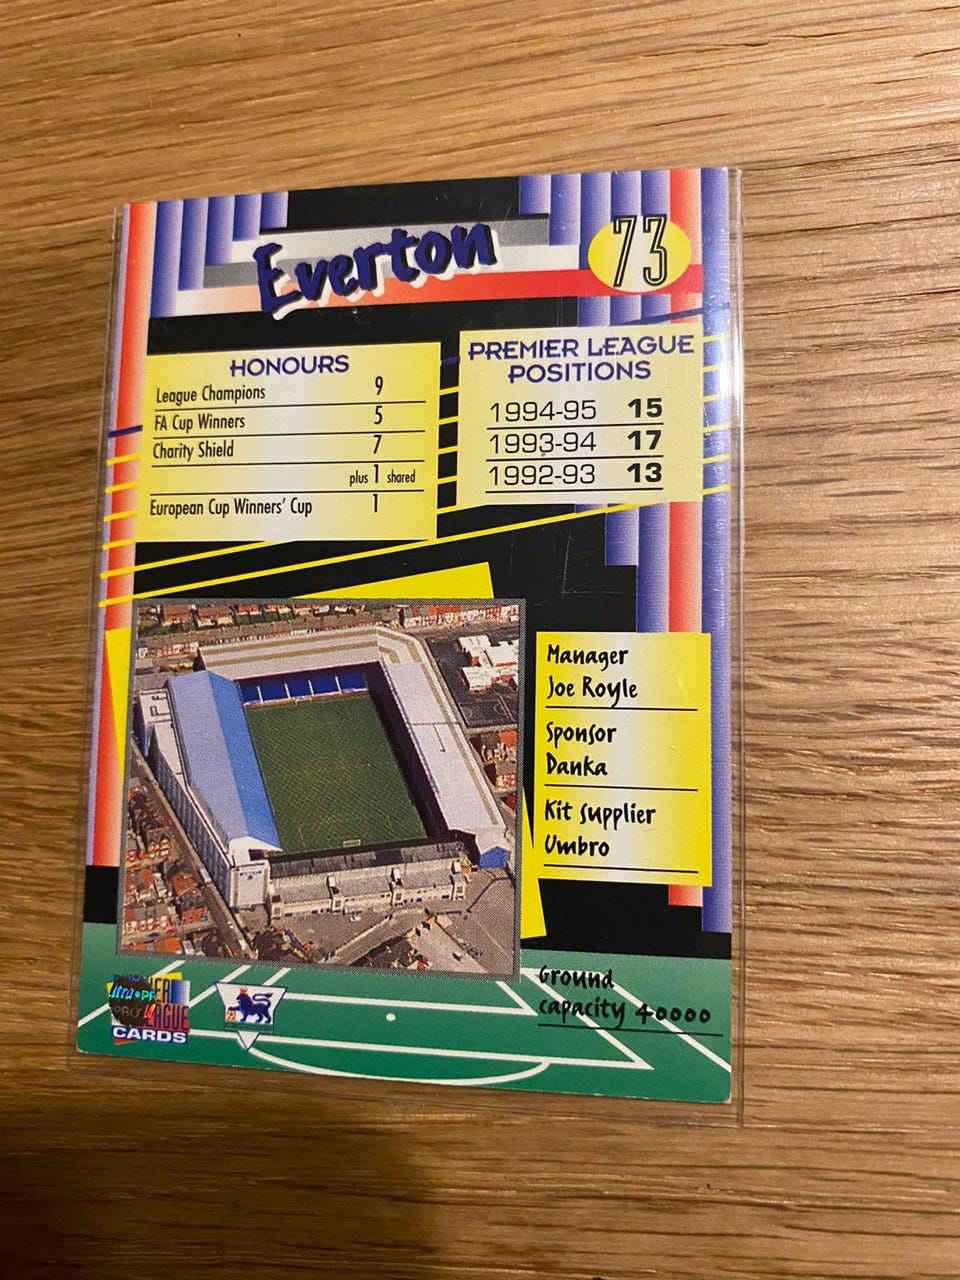 Everton
73
HONOURS
League Champions 9
FA Cup Winners 5
Charity Shield 7
plus 1 shared
European Cup Winners' Cup 1
PREMIER LEAGUE
POSITIONS
1994-95 15
1993-94 17
1992-93 13
Manager
Joe Royle
Sponsor
Danka
Kit Supplier
Umbro
Ground
capacity 40000
CARDS